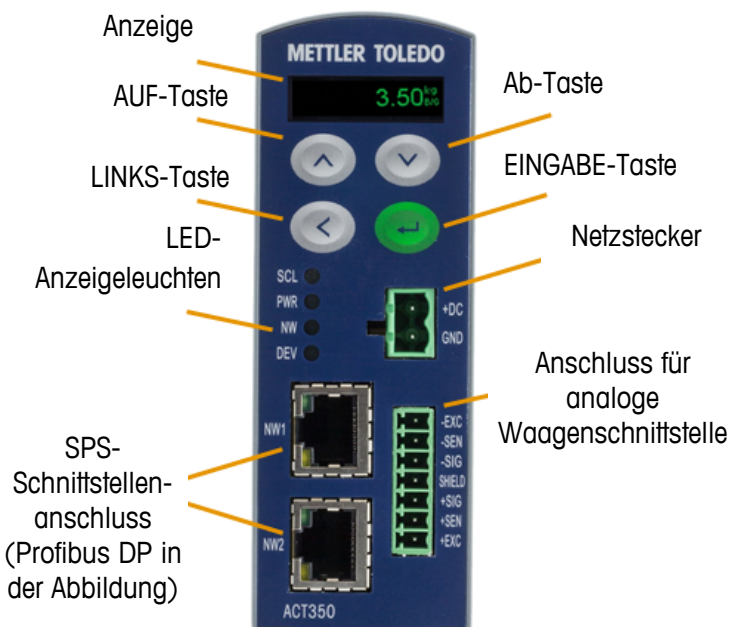 Anzeige
METTLER TOLEDO
3.50 kg
B/G
AUF-Taste
Ab-Taste
LINKS-Taste
EINGABE-Taste
LED-
Anzeigeleuchten
Netzstecker
SCL
PWR
NW
DEV
+DC
GND
Anschluss für
analoge
Waagenschnittstelle
-EXC
-SEN
-SIG
SHIELD
+SIG
+SEN
+EXC
NW1
NW2
SPS-
Schnittstellen-
anschluss
(Profibus DP in
der Abbildung)
ACT350